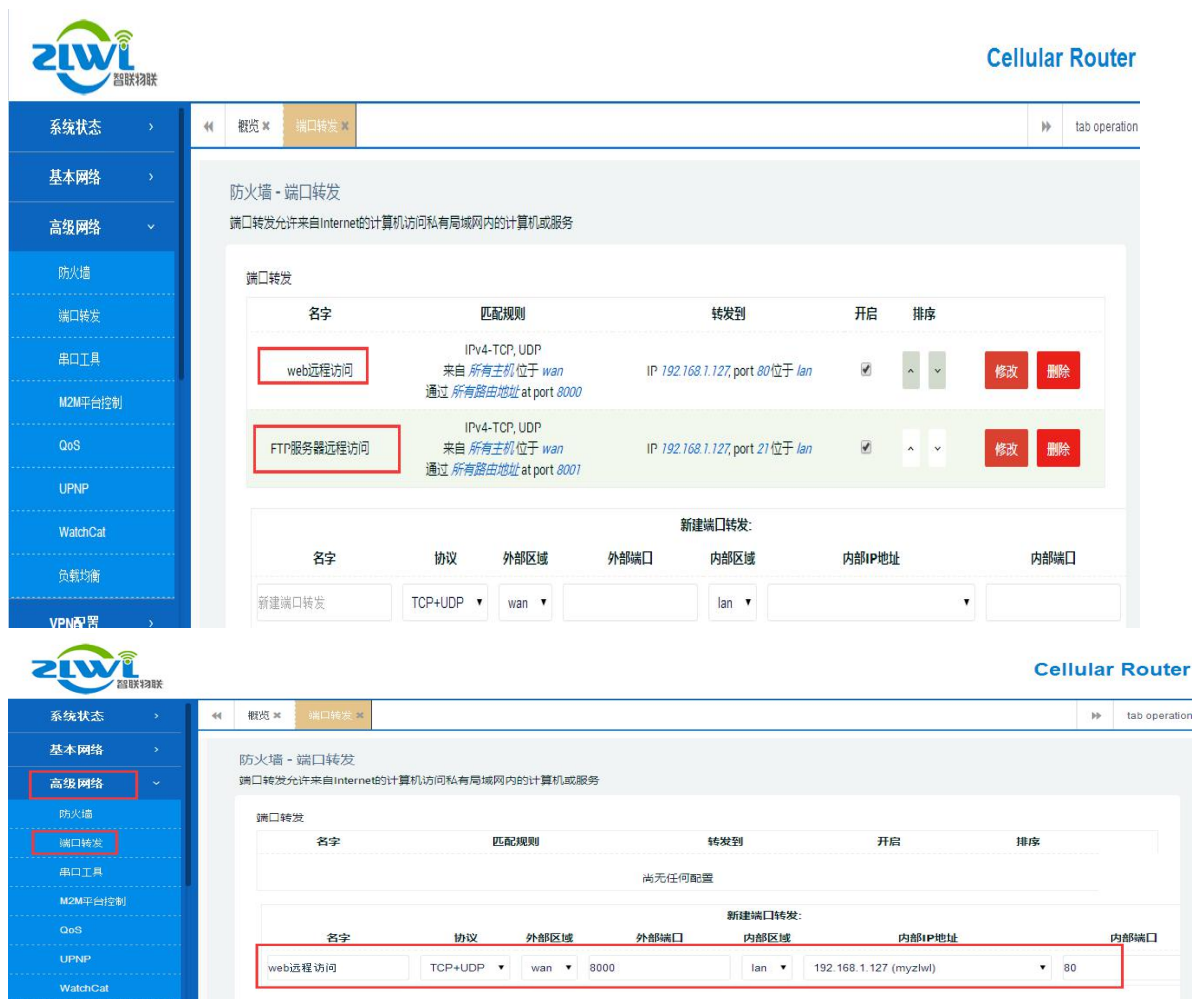 ZLWL
智联物联
Cellular Router
系统状态
概览
端口转发
tab operation
基本网络
高级网络
防火墙
端口转发
串口工具
M2M平台控制
QoS
UPNP
WatchCat
负载均衡
VPN配置
防火墙 - 端口转发
端口转发允许来自Internet的计算机访问私有局域网内的计算机或服务
端口转发
名字 匹配规则 转发到 开启 排序
IPv4-TCP, UDP
web远程访问 来自 所有主机 位于 wan IP 192.168.1.127, port 80 位于 lan 修改 删除
通过 所有路由地址 at port 8000
IPv4-TCP, UDP
FTP服务器远程访问 来自 所有主机 位于 wan IP 192.168.1.127, port 21 位于 lan 修改 删除
通过 所有路由地址 at port 8001
新建端口转发:
名字 协议 外部区域 外部端口 内部区域 内部IP地址 内部端口
新建端口转发 TCP+UDP wan lan
ZLWL
智联物联
Cellular Router
系统状态
概览
端口转发
tab operation
基本网络
高级网络
防火墙
端口转发
串口工具
M2M平台控制
QoS
UPNP
WatchCat
防火墙 - 端口转发
端口转发允许来自Internet的计算机访问私有局域网内的计算机或服务
端口转发
名字 匹配规则 转发到 开启 排序
尚无任何配置
新建端口转发:
名字 协议 外部区域 外部端口 内部区域 内部IP地址 内部端口
web远程访问 TCP+UDP wan 8000 lan 192.168.1.127 (myzlwl) 80